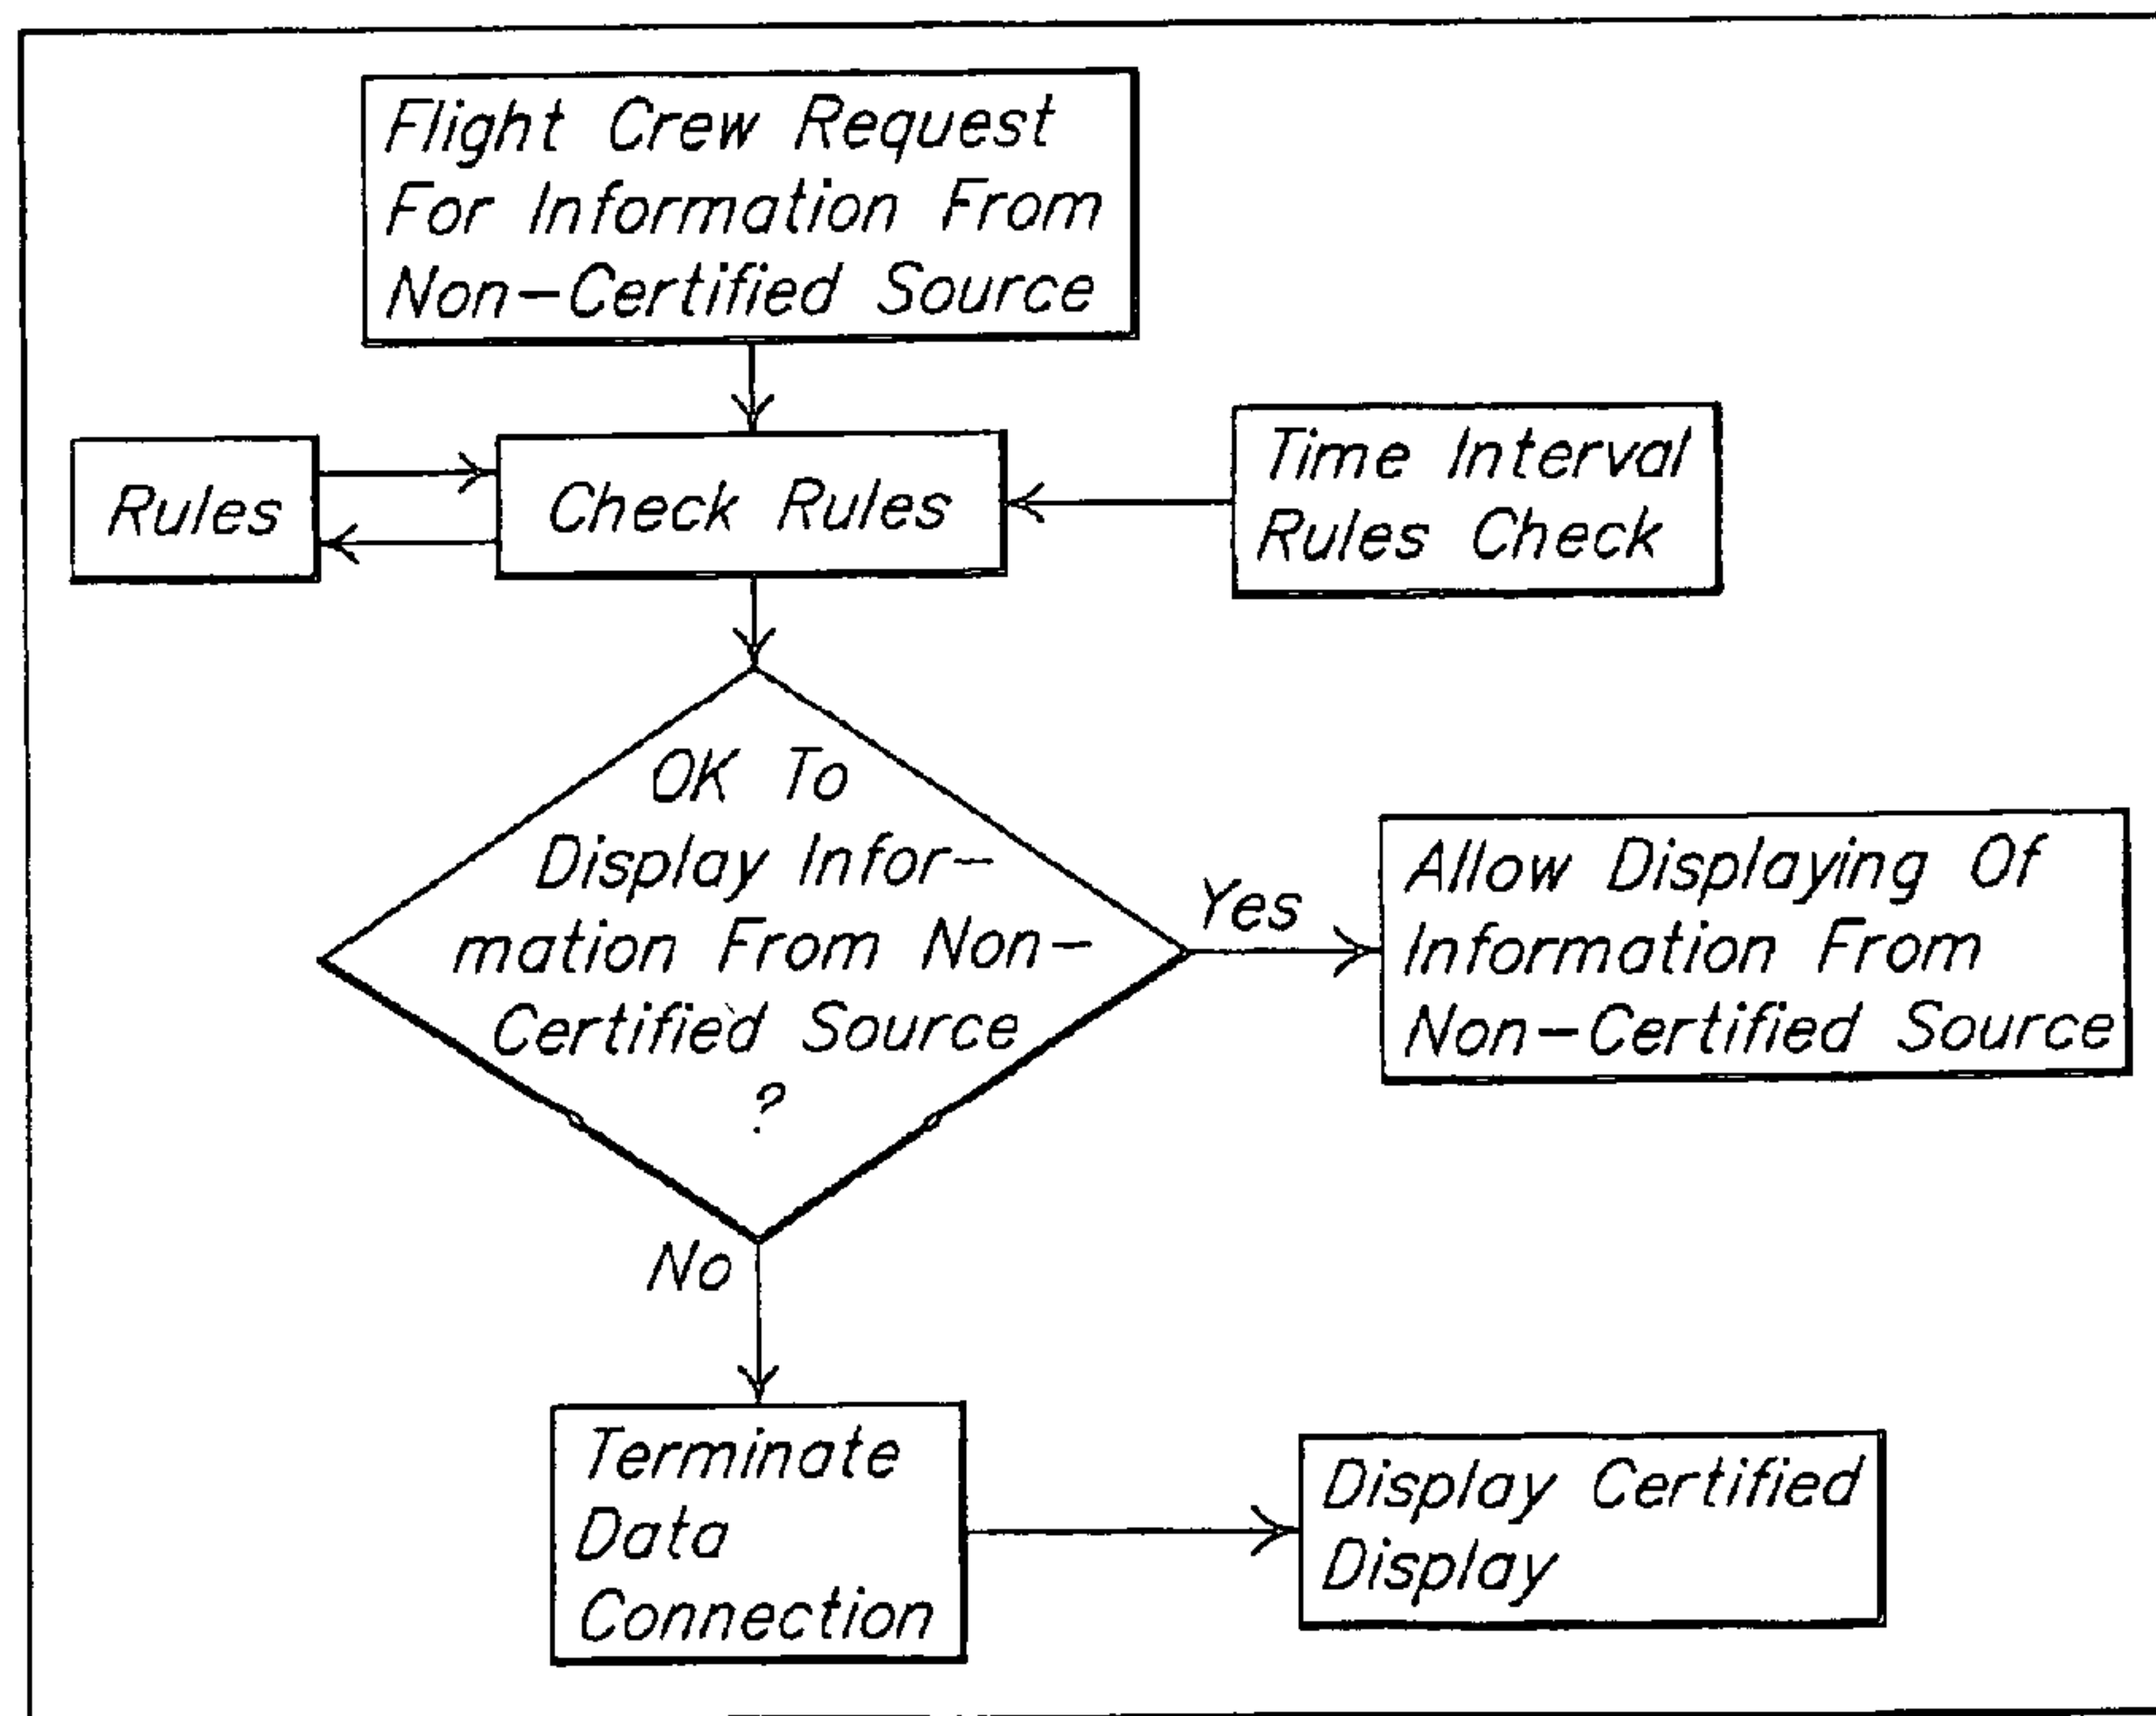 Flight Crew Request
For Information From
Non-Certified Source
Rules
Check Rules
Time Interval
Rules Check
OK To
Display Infor-
mation From Non-
Certified Source
?
Yes
Allow Displaying Of
Information From
Non-Certified Source
No
Terminate
Data
Connection
Display Certified
Display